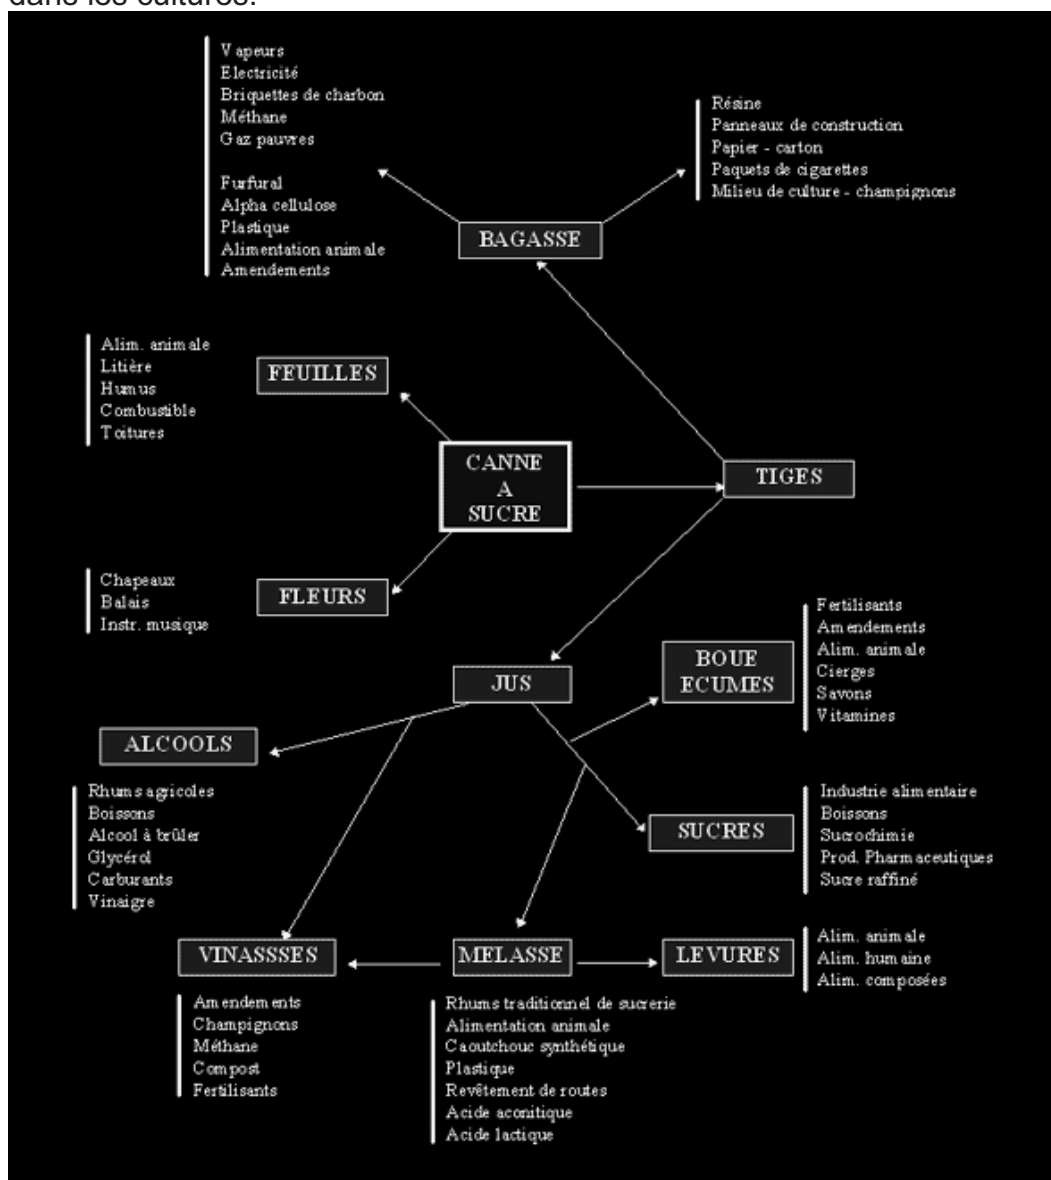 dans les cultures.
Vapeurs
Electricité
Briquettes de charbon
Méthane
Gaz pauvres
Furfural
Alpha cellulose
Plastique
Alimentation animale
Amendements
Résine
Panneaux de construction
Papier - carton
Paquets de cigarettes
Milieu de culture - champignons
BAGASSE
Alim. animale
Litière
Humus
Combustible
Toitures
FEUILLES
CANNE
A
SUCRE
TIGES
Chapeaux
Balais
Instr. musique
FLEURS
JUS
BOUE
ECUMES
Fertilisants
Amendements
Alim. animale
Cierges
Savons
Vitamines
ALCOOLS
Rhums agricoles
Boissons
Alcool à brûler
Glycérol
Carburants
Vinaigre
SUCRES
Industrie alimentaire
Boissons
Sucrochimie
Prod. Pharmaceutiques
Sucre raffiné
VINASSSES
Amendements
Champignons
Méthane
Compost
Fertilisants
MELASSE
Rhums traditionnel de sucrerie
Alimentation animale
Caoutchouc synthétique
Plastique
Revêtement de routes
Acide aconitique
Acide lactique
LEVURES
Alim. animale
Alim. humaine
Alim. composées